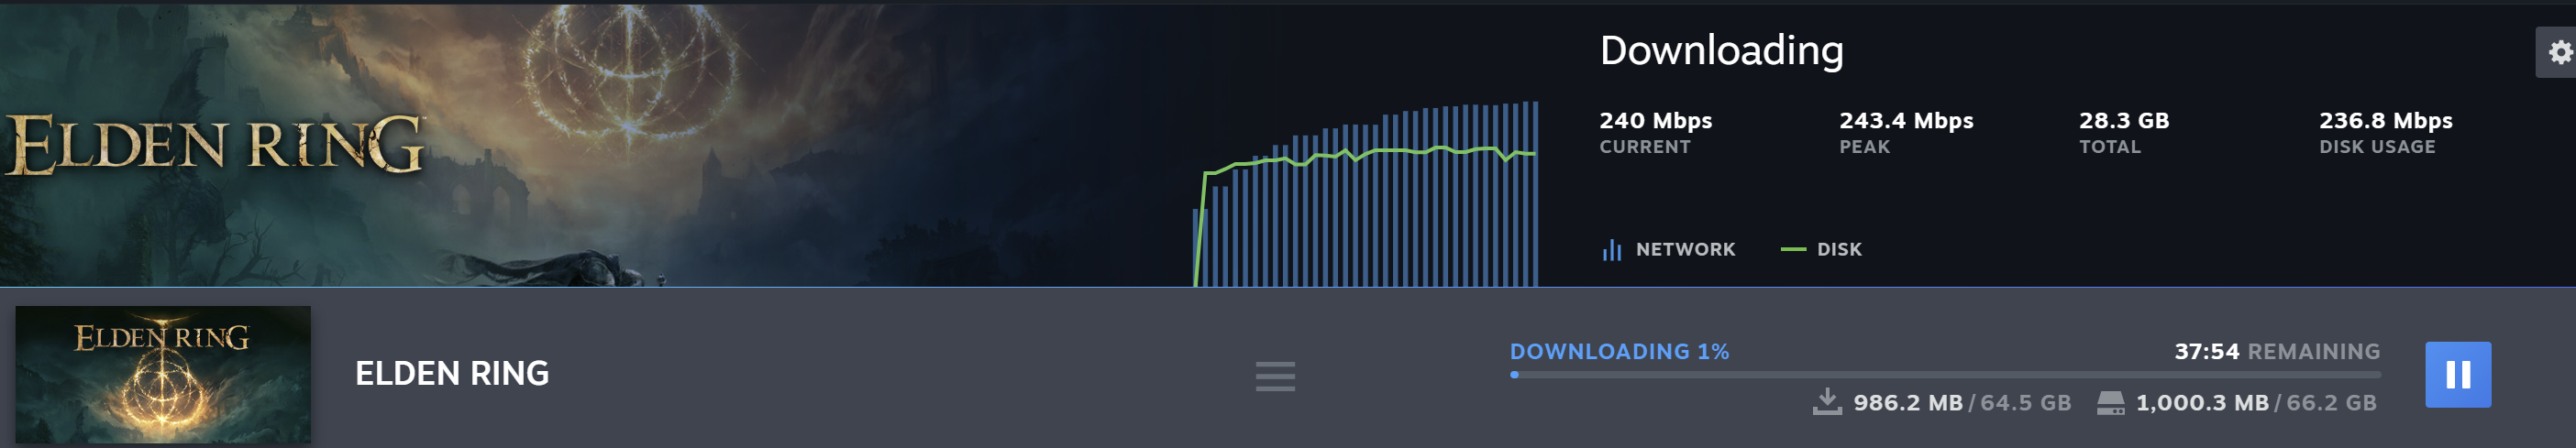 ELDEN RING
Downloading
240 Mbps
CURRENT
243.4 Mbps
PEAK
28.3 GB
TOTAL
236.8 Mbps
DISK USAGE
NETWORK
DISK
ELDEN RING
ELDEN RING
DOWNLOADING 1%
37:54 REMAINING
986.2 MB / 64.5 GB
1,000.3 MB / 66.2 GB